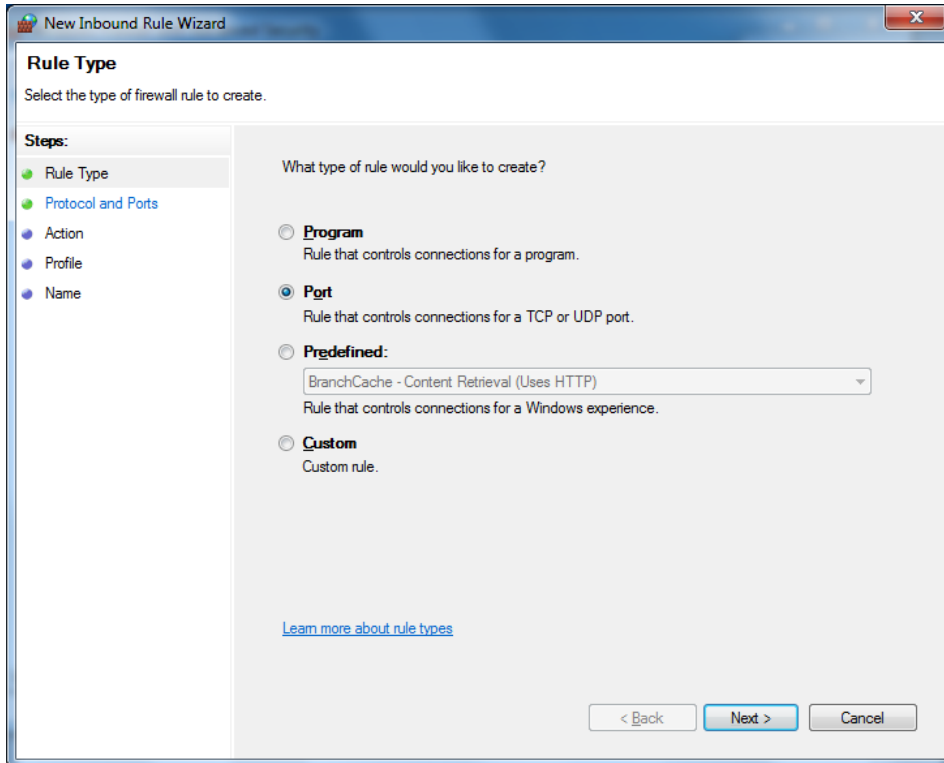 New Inbound Rule Wizard
Rule Type
Select the type of firewall rule to create.
Steps:
Rule Type
Protocol and Ports
Action
Profile
Name
What type of rule would you like to create?
Program
Rule that controls connections for a program.
Port
Rule that controls connections for a TCP or UDP port.
Predefined:
BranchCache - Content Retrieval (Uses HTTP)
Rule that controls connections for a Windows experience.
Custom
Custom rule.
Learn more about rule types
< Back
Next >
Cancel